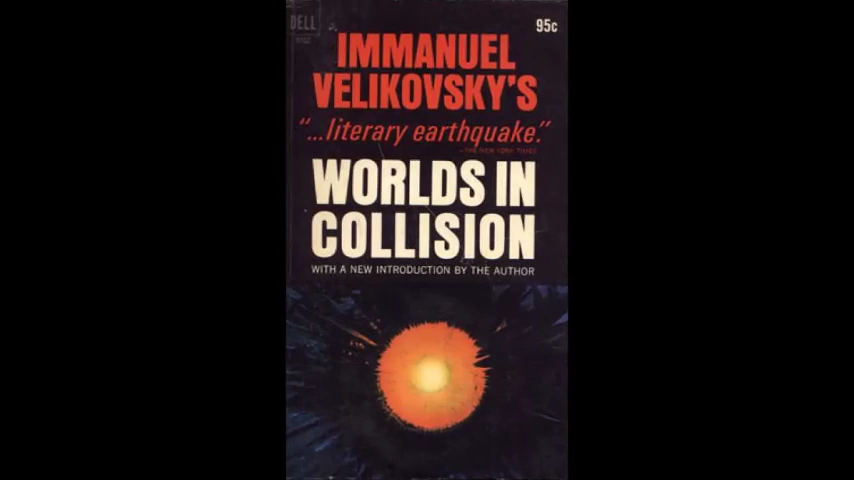 DELL
95c
IMMANUEL
VELIKOVSKY'S
"...literary earthquake."
–THE NEW YORK TIMES
WORLDS IN
COLLISION
WITH A NEW INTRODUCTION BY THE AUTHOR